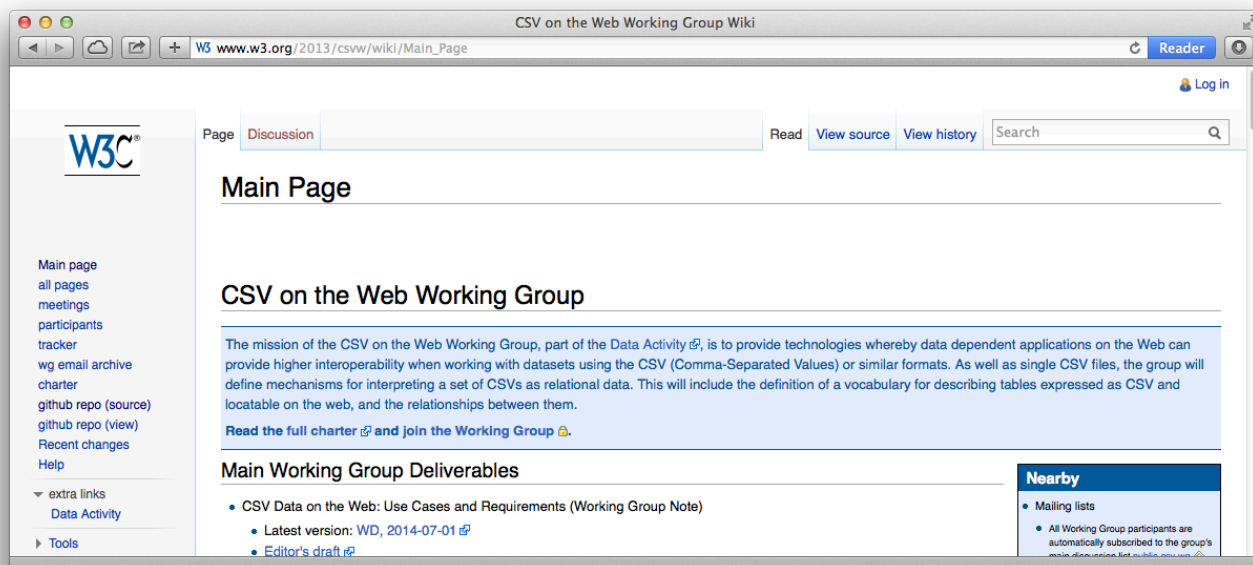 CSV on the Web Working Group Wiki
W3 www.w3.org/2013/csvw/wiki/Main_Page
Reader
Log in
W3C®
Page Discussion
Read View source View history Search
Main Page
Main page
all pages
meetings
participants
tracker
wg email archive
charter
github repo (source)
github repo (view)
Recent changes
Help
extra links
Data Activity
Tools
CSV on the Web Working Group
The mission of the CSV on the Web Working Group, part of the Data Activity, is to provide technologies whereby data dependent applications on the Web can
provide higher interoperability when working with datasets using the CSV (Comma-Separated Values) or similar formats. As well as single CSV files, the group will
define mechanisms for interpreting a set of CSVs as relational data. This will include the definition of a vocabulary for describing tables expressed as CSV and
locatable on the web, and the relationships between them.
Read the full charter and join the Working Group.
Main Working Group Deliverables
CSV Data on the Web: Use Cases and Requirements (Working Group Note)
Latest version: WD, 2014-07-01
Editor's draft
Nearby
Mailing lists
All Working Group participants are
automatically subscribed to the group's
main discussion list public-csv-wg